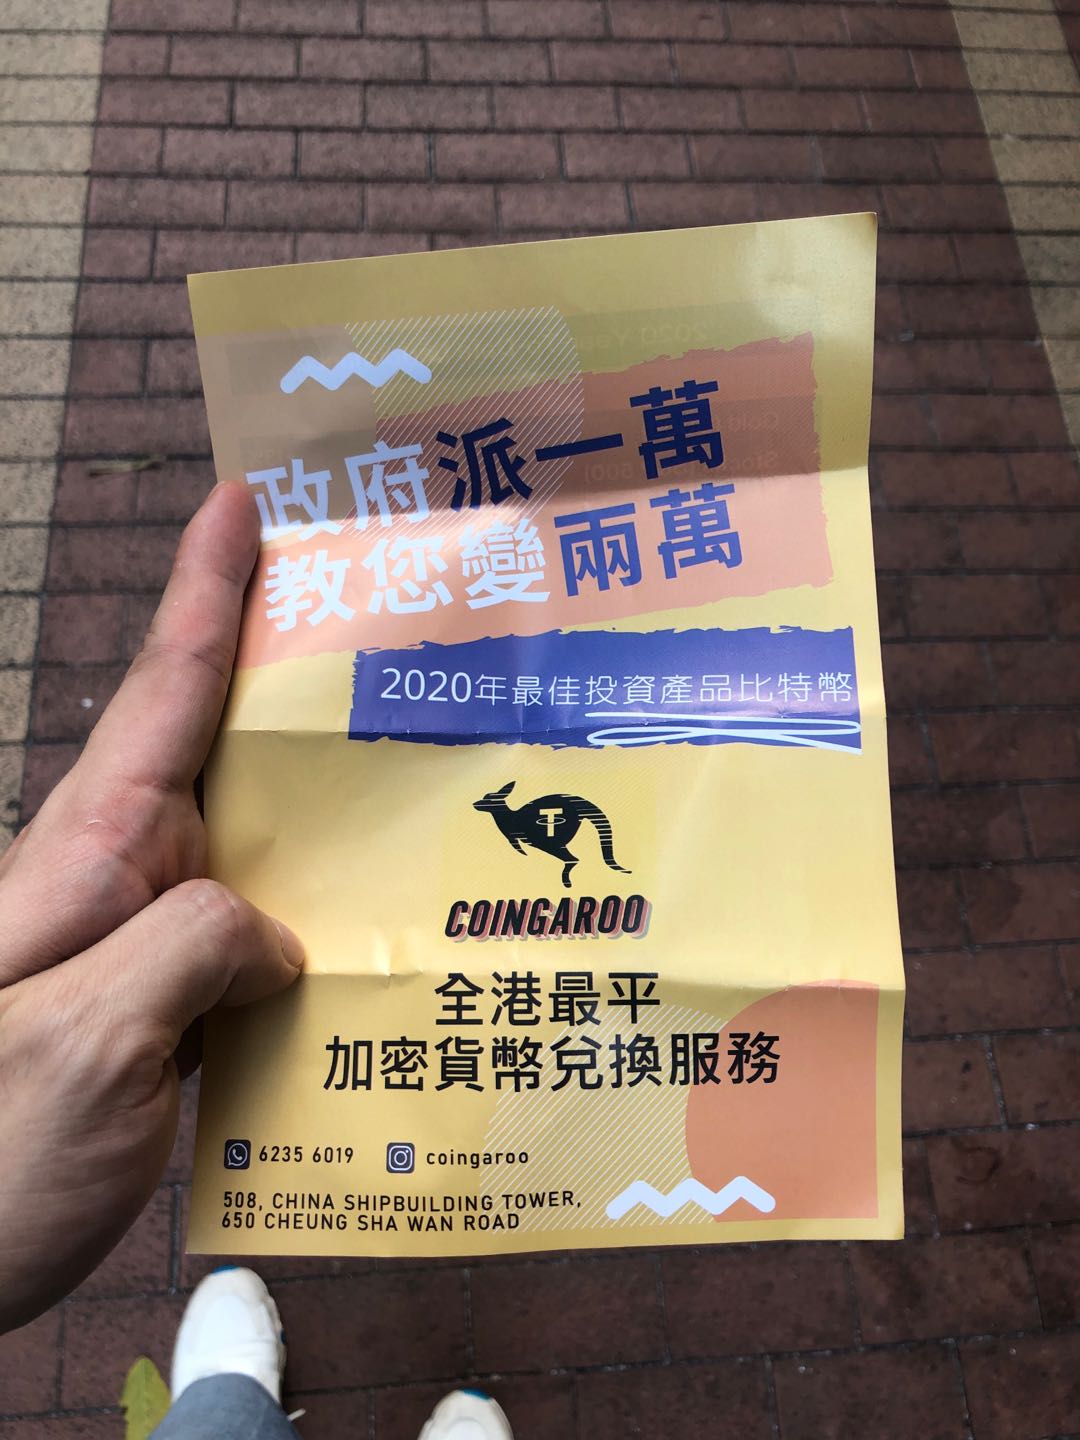 政府派一萬
教您變兩萬
2020年最佳投資產品比特幣
T
COINGAROO
全港最平
加密貨幣兌換服務
6235 6019 coingaroo
508, CHINA SHIPBUILDING TOWER,
650 CHEUNG SHA WAN ROAD